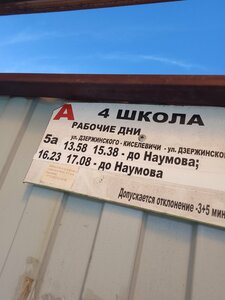 А 4 ШКОЛА
РАБОЧИЕ ДНИ
ул. ДЗЕРЖИНСКОГО - КИСЕЛЕВИЧИ - ул. ДЗЕРЖИНСКО
5а 13.58 15.38 - до Наумова;
16.23 17.08 - до Наумова
Допускается отклонение -3+5 мин